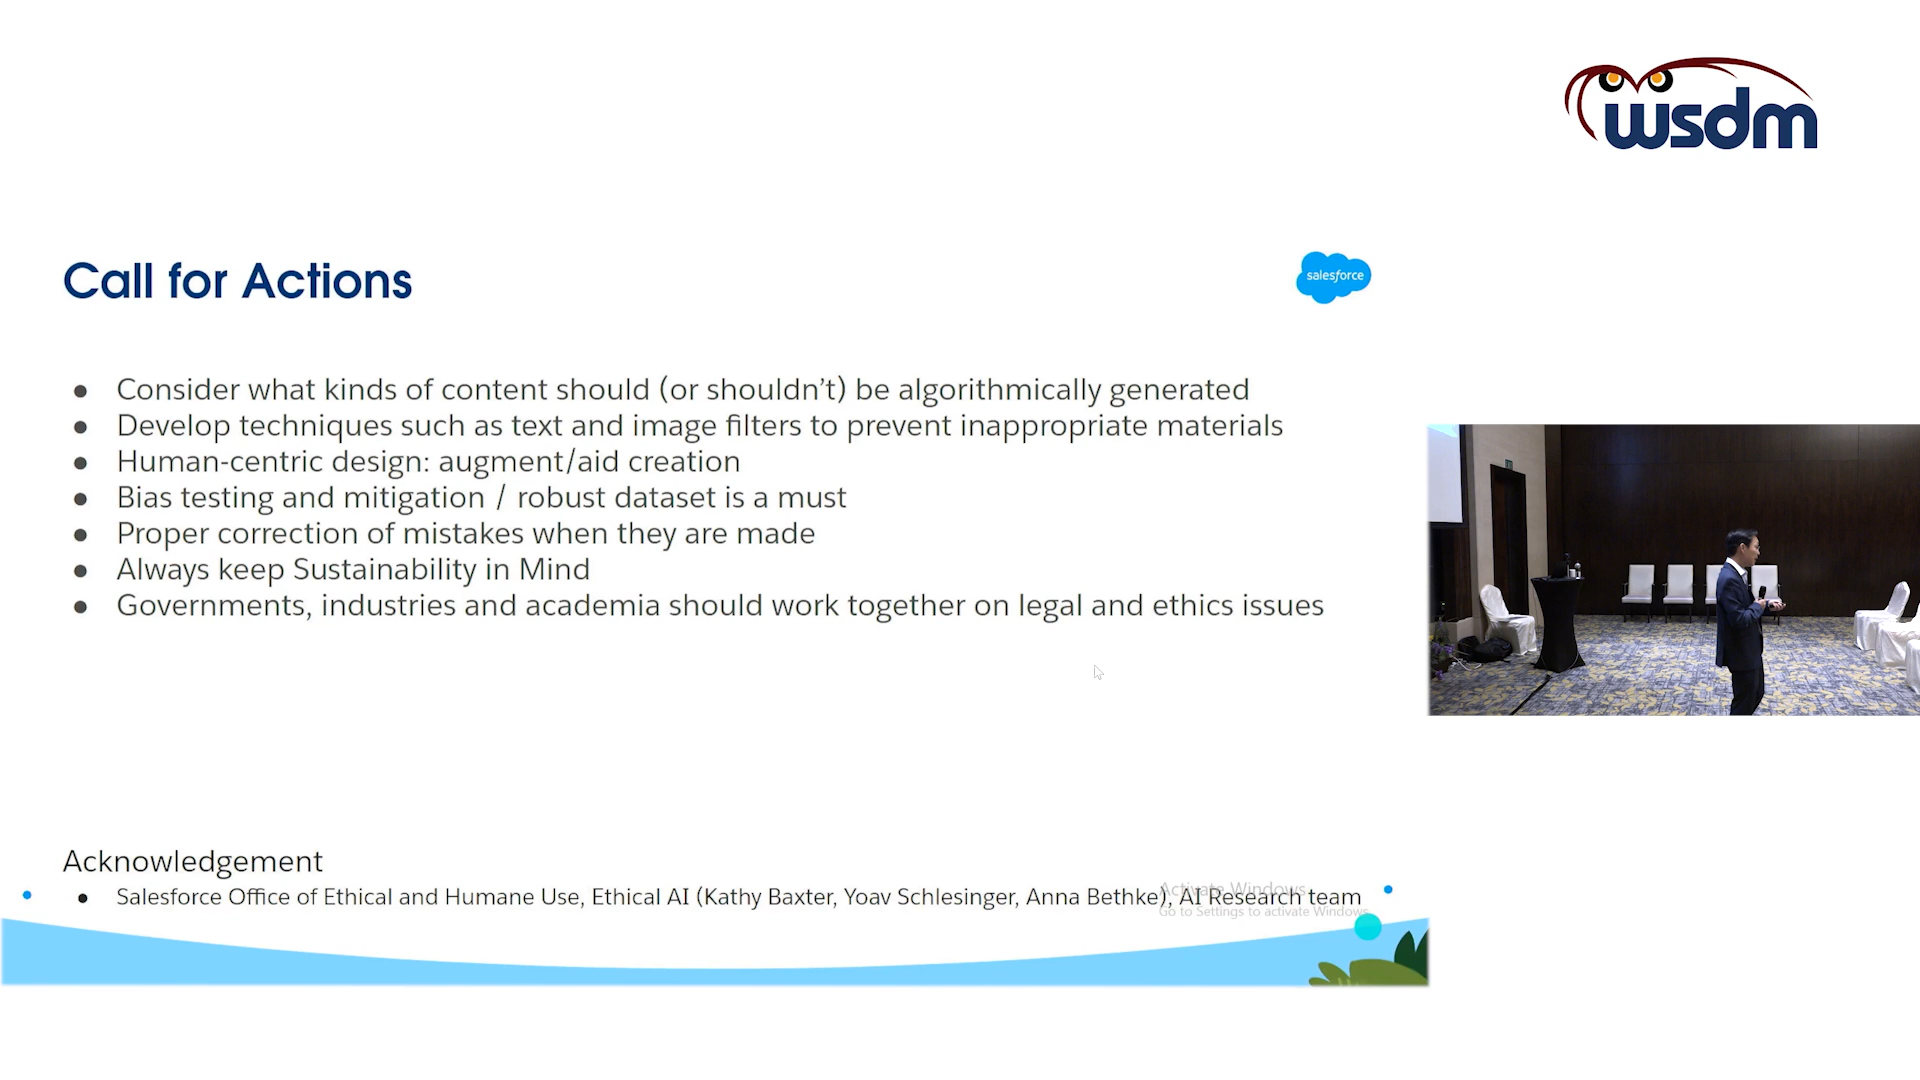 wsdm
Call for Actions
salesforce
● Consider what kinds of content should (or shouldn’t) be algorithmically generated
● Develop techniques such as text and image filters to prevent inappropriate materials
● Human-centric design: augment/aid creation
● Bias testing and mitigation / robust dataset is a must
● Proper correction of mistakes when they are made
● Always keep Sustainability in Mind
● Governments, industries and academia should work together on legal and ethics issues
Acknowledgement
● Salesforce Office of Ethical and Humane Use, Ethical AI (Kathy Baxter, Yoav Schlesinger, Anna Bethke), AI Research team
Activate Windows
Go to Settings to activate Windows.